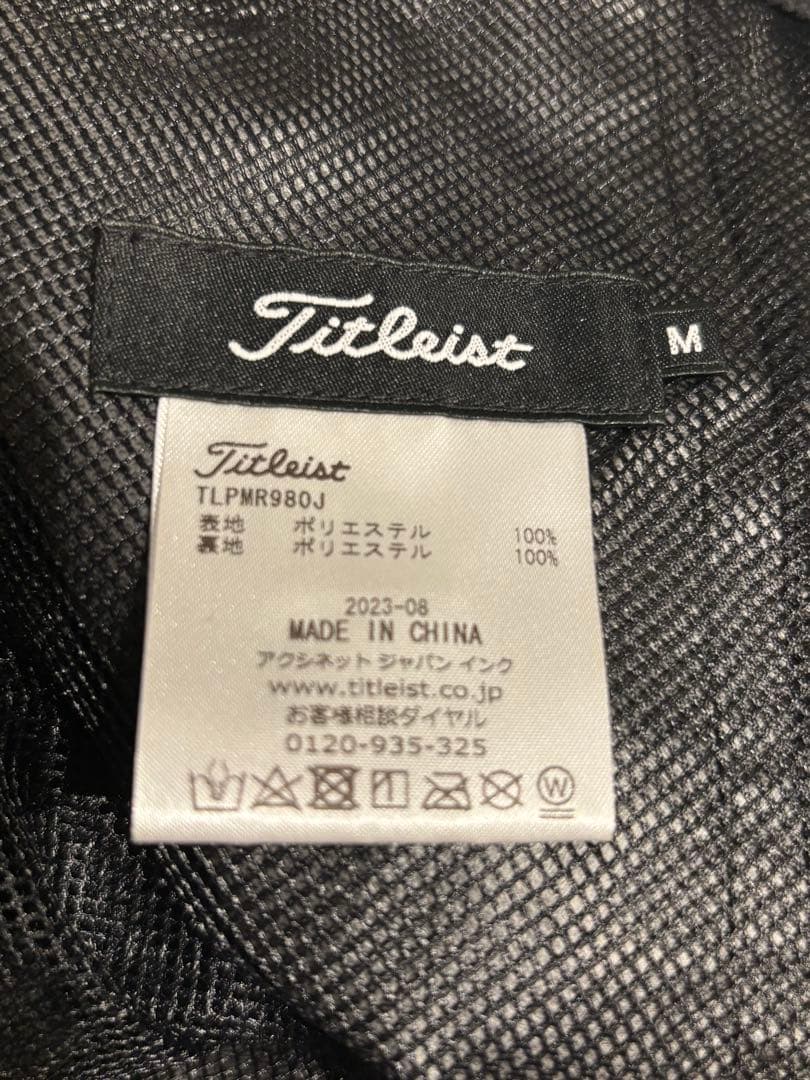 Titleist
M
Titleist
TLPMR980J
表地 ポリエステル 100%
裏地 ポリエステル 100%
2023-08
MADE IN CHINA
アクシネット ジャパン インク
www.titleist.co.jp
お客様相談ダイヤル
0120-935-325
W